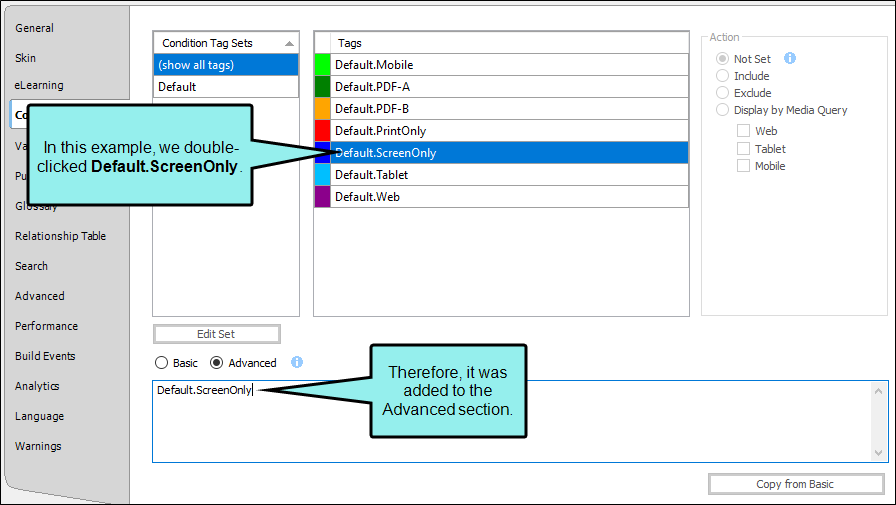 General
Skin
eLearning
Co
Va
Pu
Glossary
Relationship Table
Search
Advanced
Performance
Build Events
Analytics
Language
Warnings
Condition Tag Sets
(show all tags)
Default
Tags
Default.Mobile
Default.PDF-A
Default.PDF-B
Default.PrintOnly
Default.ScreenOnly
Default.Tablet
Default.Web
Action
Not Set
Include
Exclude
Display by Media Query
Web
Tablet
Mobile
In this example, we double-
clicked Default.ScreenOnly.
Edit Set
Basic Advanced
Default.ScreenOnly
Therefore, it was
added to the
Advanced section.
Copy from Basic